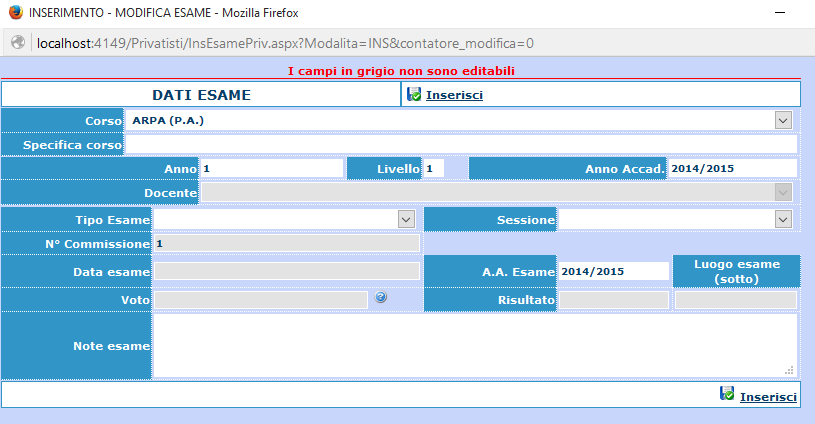 INSERIMENTO - MODIFICA ESAME - Mozilla Firefox
localhost:4149/Privatisti/InsEsamePriv.aspx?Modalita=INS&contatore_modifica=0
I campi in grigio non sono editabili
DATI ESAME Inserisci
Corso ARPA (P.A.)
Specifica corso
Anno 1 Livello 1 Anno Accad. 2014/2015
Docente
Tipo Esame Sessione
N° Commissione 1
Data esame A.A. Esame 2014/2015 Luogo esame
(sotto)
Voto ? Risultato
Note esame
Inserisci